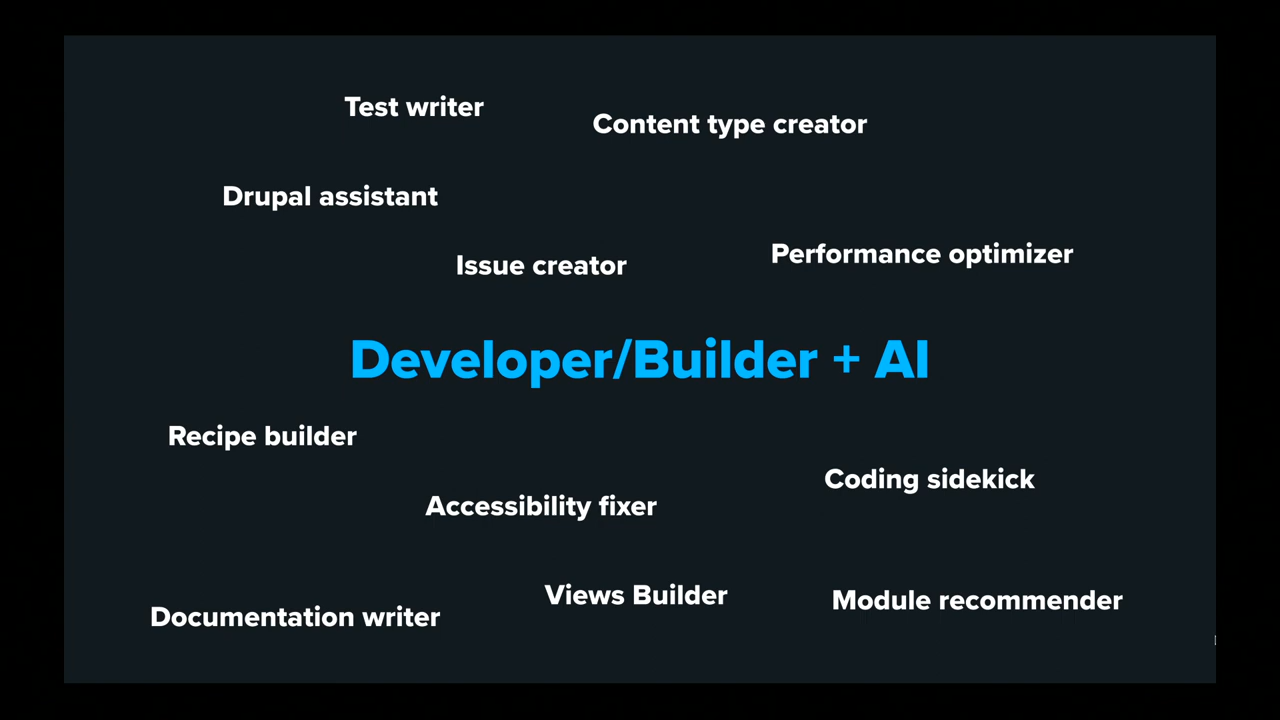 Test writer
Content type creator
Drupal assistant
Performance optimizer
Issue creator
Developer/Builder + AI
Recipe builder
Coding sidekick
Accessibility fixer
Views Builder
Module recommender
Documentation writer